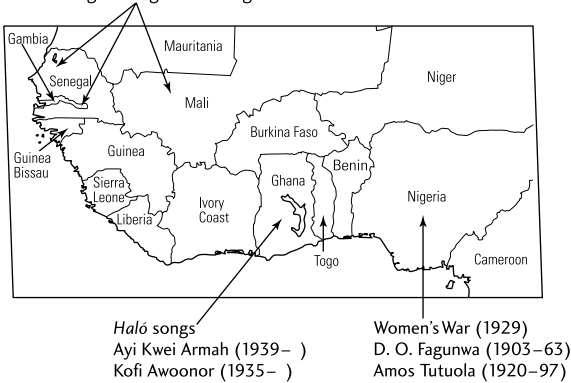 Gambia
Mauritania
Senegal
Niger
Mali
Burkina Faso
Guinea
Guinea
Bissau
Benin
Ghana
Sierra
Leone
Nigeria
Ivory
Coast
Liberia
Togo
Cameroon
Haló songs
Ayi Kwei Armah (1939– )
Kofi Awoonor (1935– )
Women's War (1929)
D. O. Fagunwa (1903–63)
Amos Tutuola (1920–97)